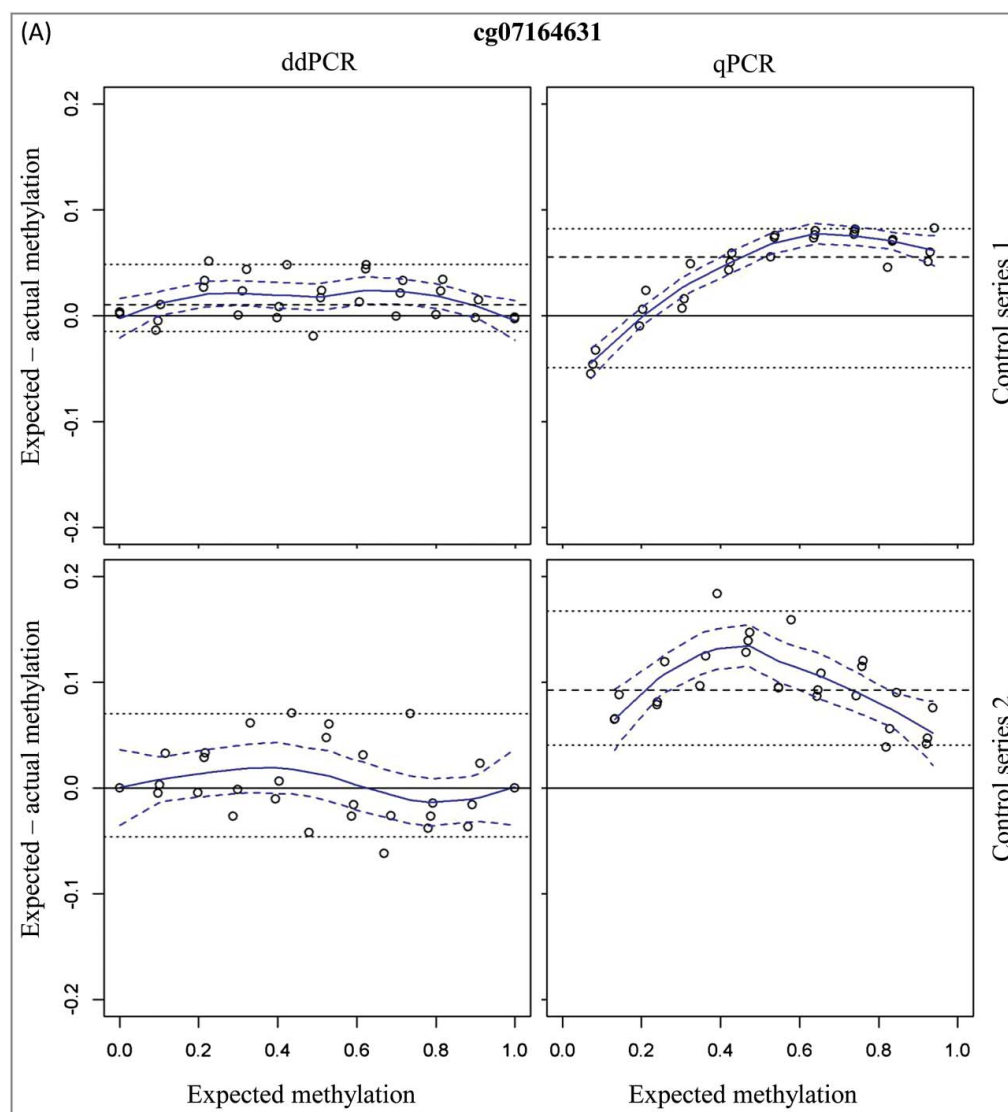 (A)
cg07164631
ddPCR
qPCR
Expected – actual methylation
0.2
0.1
0.0
-0.1
-0.2
Control series 1
Expected – actual methylation
0.2
0.1
0.0
-0.1
-0.2
Control series 2
0.0 0.2 0.4 0.6 0.8 1.0
0.0 0.2 0.4 0.6 0.8 1.0
Expected methylation
Expected methylation